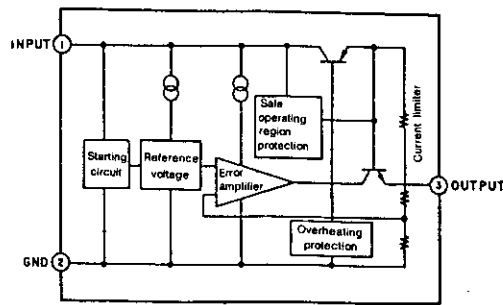 INPUT 1
Safe
operating
region
protection
Current limiter
Starting
circuit
Reference
voltage
Error
amplifier
3 OUTPUT
Overheating
protection
GND 2